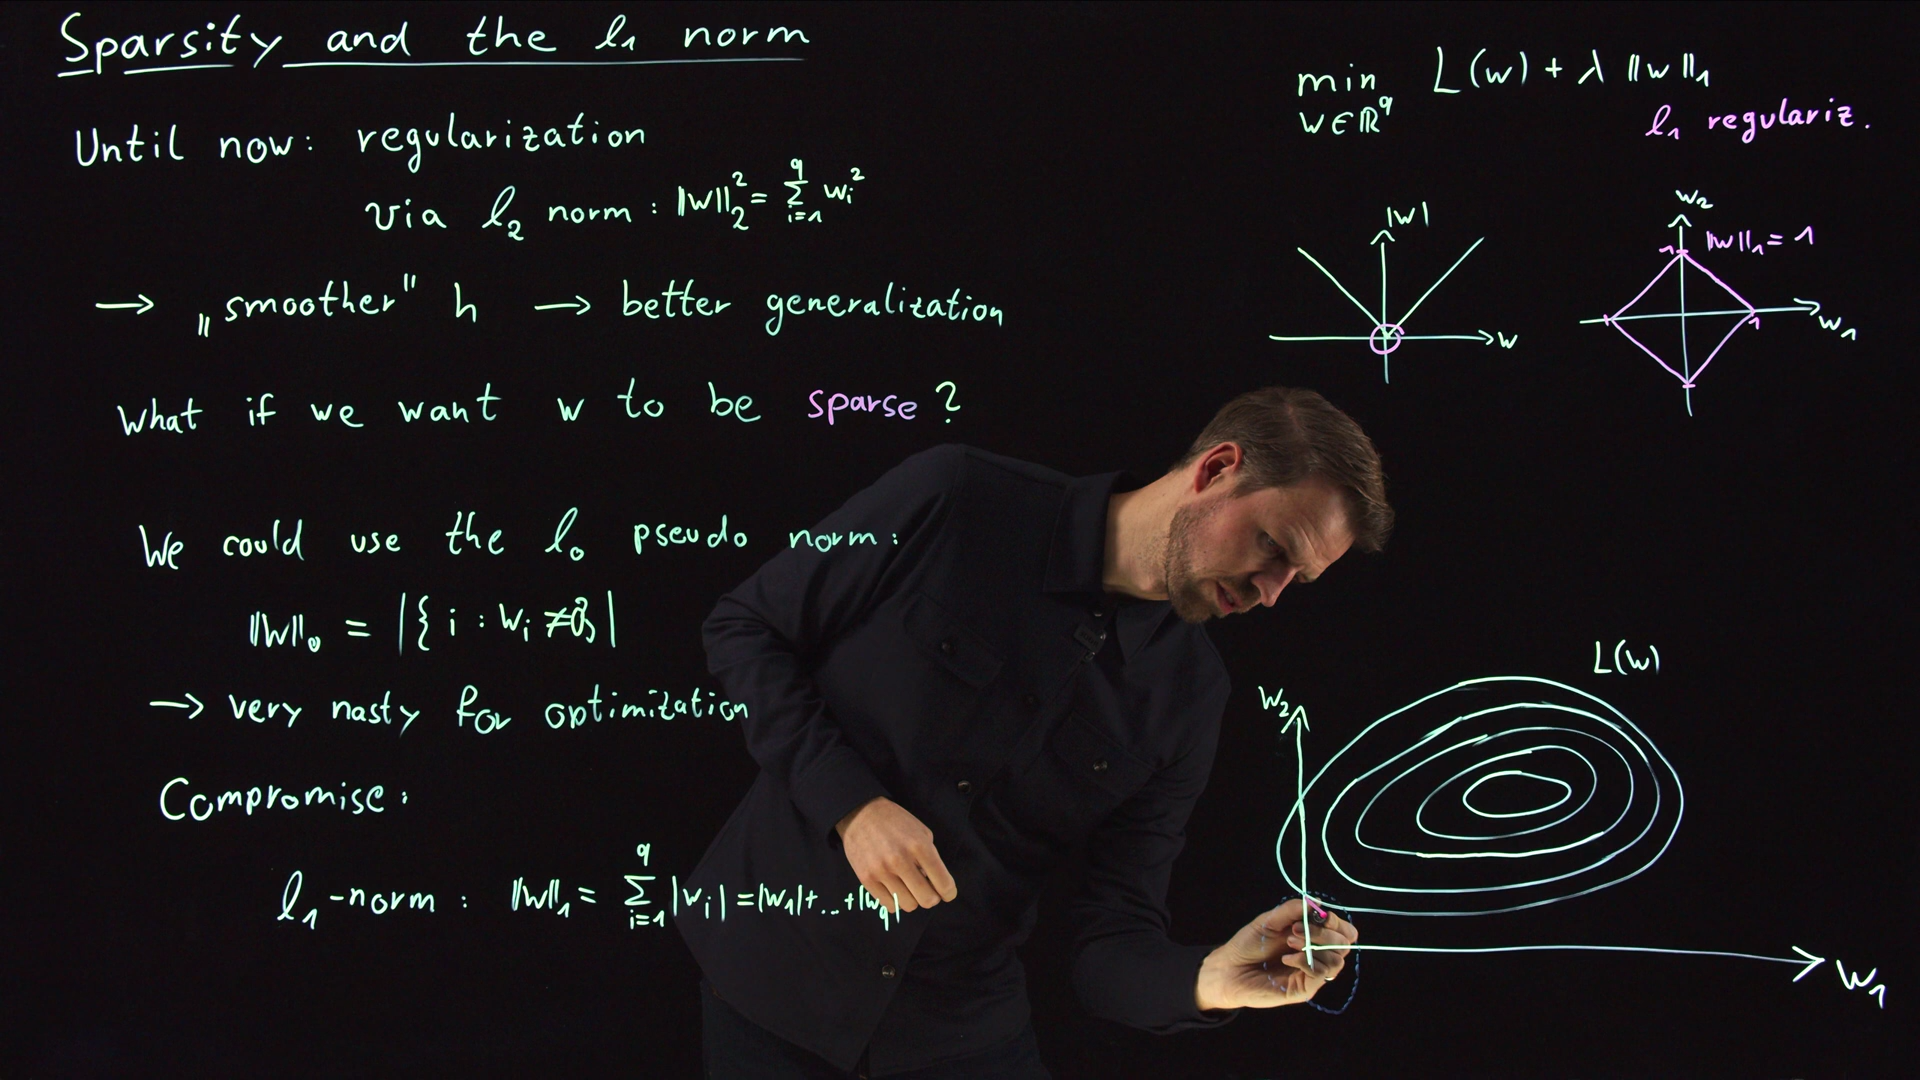 Sparsity and the l₁ norm
Until now: regularization
via l₂ norm: ||w||₂² = Σ_{i=1}^{q} wᵢ²
→ „smoother" h → better generalization
What if we want w to be sparse?
We could use the l₀ pseudo norm:
||w||₀ = |{i : wᵢ ≠ 0}|
→ very nasty for optimization
Compromise:
l₁-norm: ||w||₁ = Σ_{i=1}^{q} |wᵢ| = |w₁| + ... + |w_q|
min_{w∈ℝ^q} L(w) + λ ||w||₁
l₁ regulariz.
|w|
w
w₂
1
||w||₁ = 1
1
w₁
L(w)
w₂
w₁